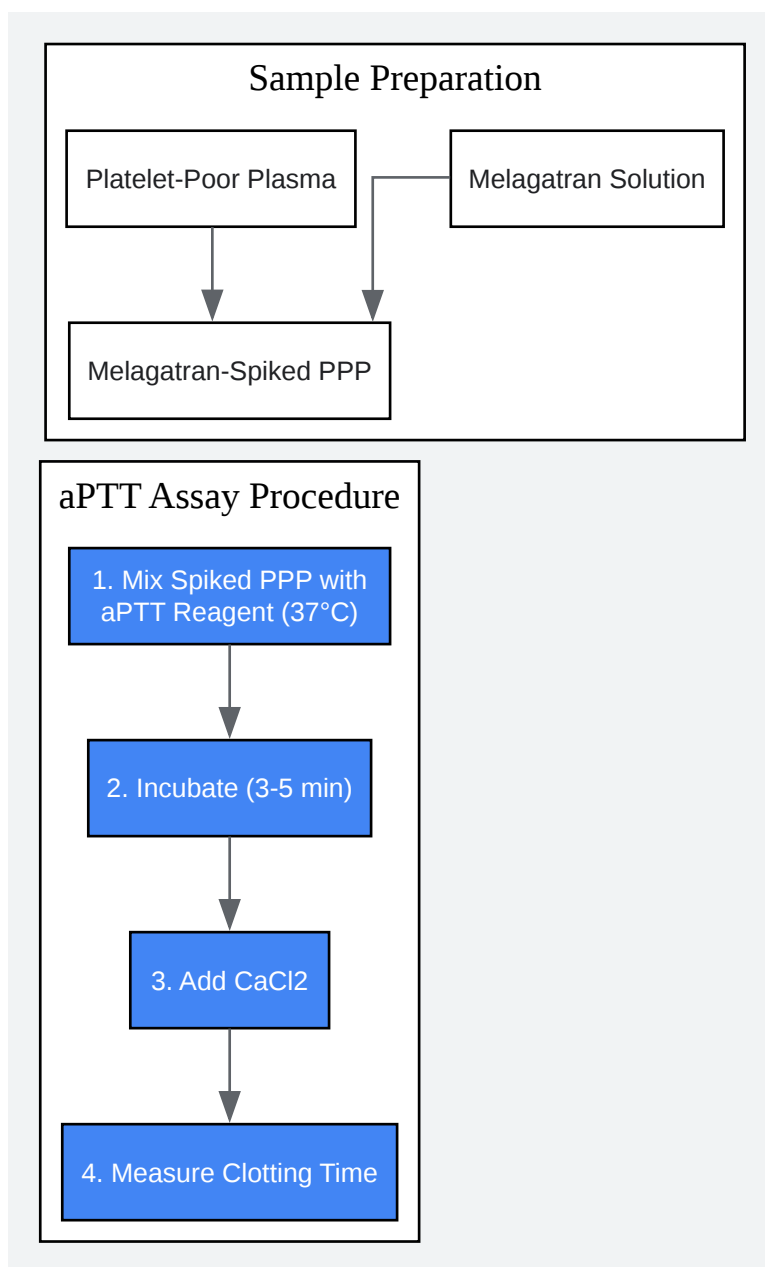 Sample Preparation
Platelet-Poor Plasma
Melagatran Solution
Melagatran-Spiked PPP
aPTT Assay Procedure
1. Mix Spiked PPP with
aPTT Reagent (37°C)
2. Incubate (3-5 min)
3. Add CaCl2
4. Measure Clotting Time